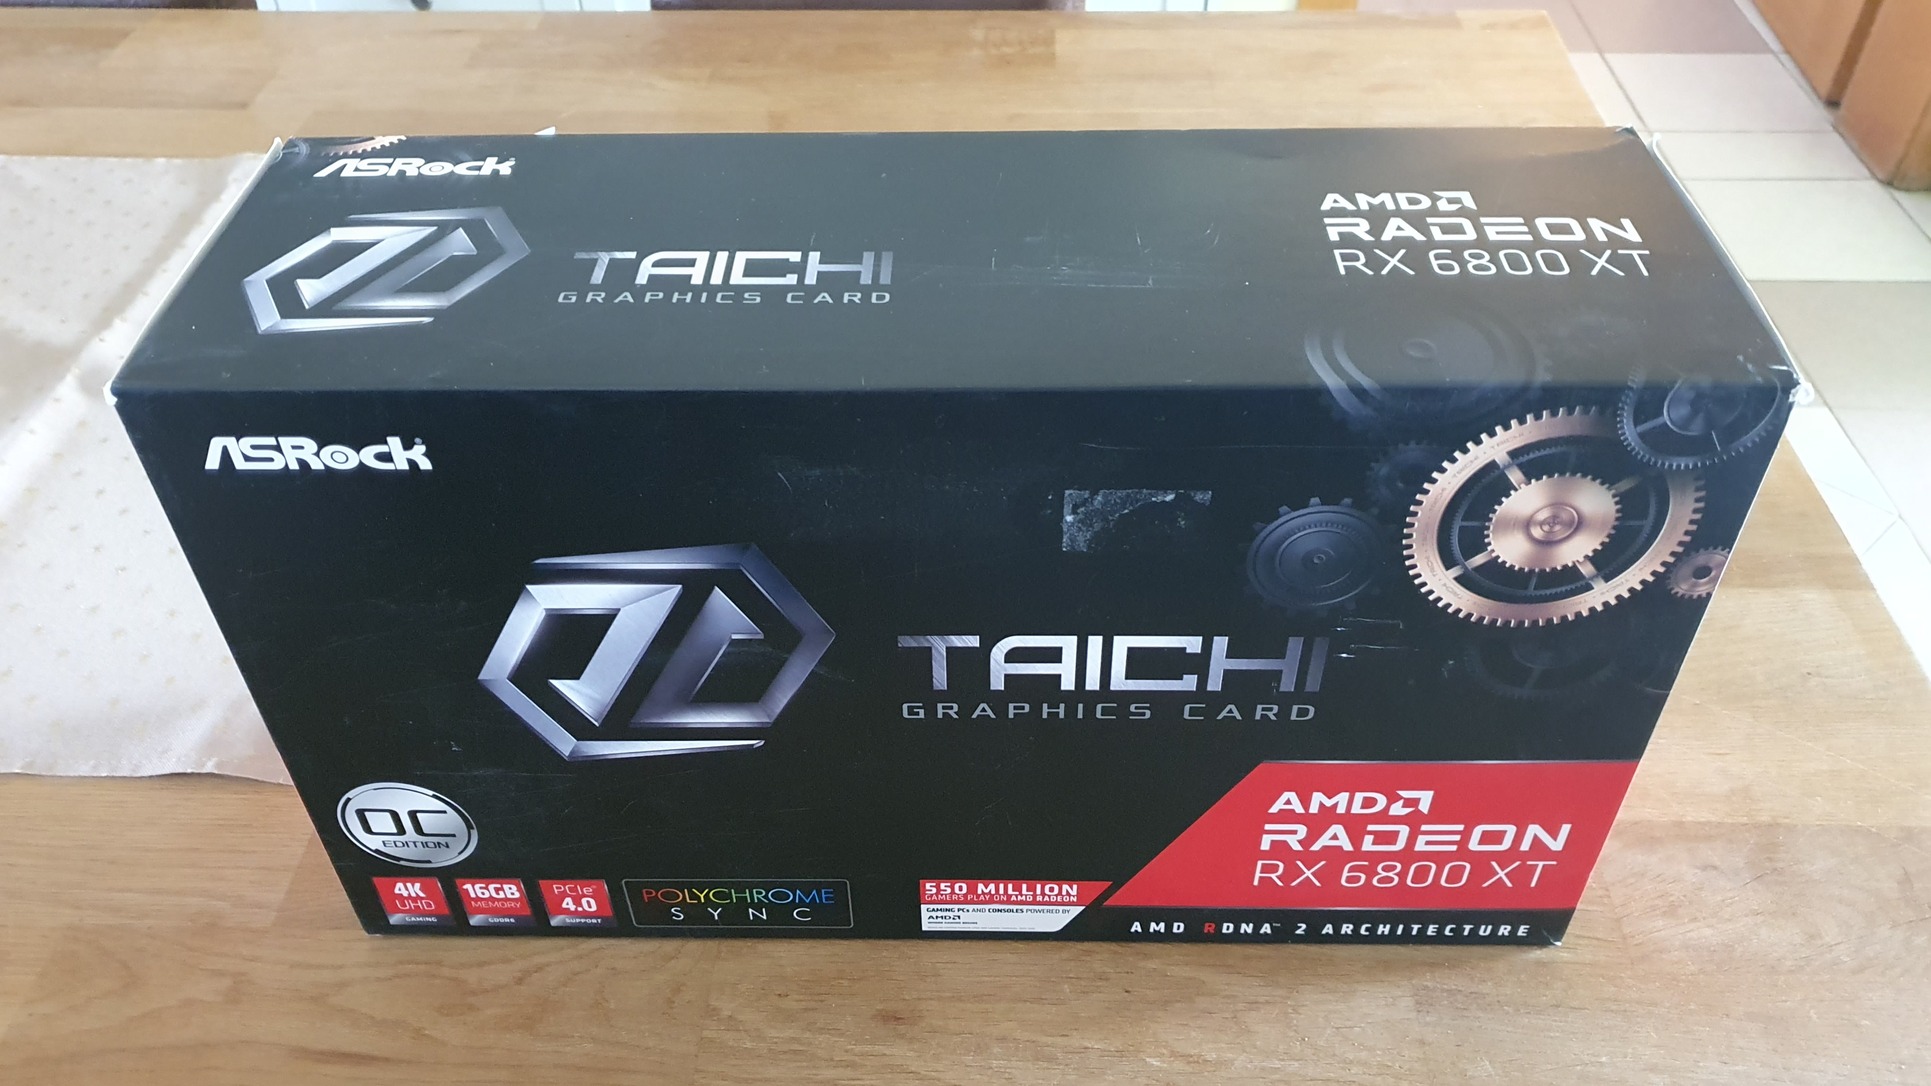 ASRock
TAICHI
GRAPHICS CARD
AMD
RADEON
RX 6800 XT
ASRock
TAICHI
GRAPHICS CARD
OC
EDITION
4K
UHD
GAMING
16GB
MEMORY
GDDR6
PCIe™
4.0
SUPPORT
POLYCHROME
SYNC
550 MILLION
GAMERS PLAY ON AMD RADEON
GAMING PCs AND CONSOLES POWERED BY
AMD
AMD
RADEON
RX 6800 XT
AMD RDNA™ 2 ARCHITECTURE